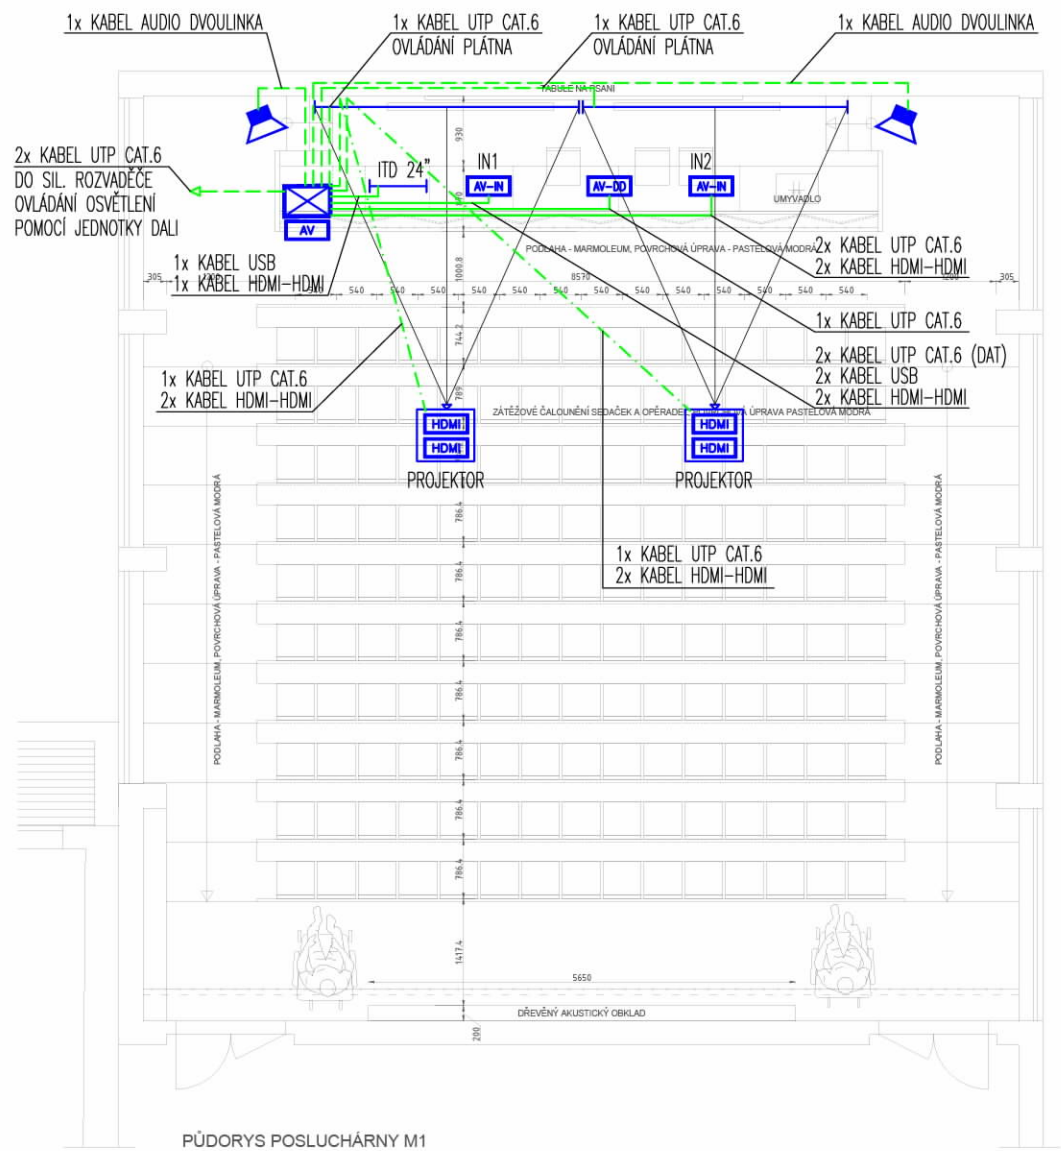 1x KABEL AUDIO DVOULINKA
1x KABEL UTP CAT.6
OVLÁDÁNÍ PLÁTNA
1x KABEL UTP CAT.6
OVLÁDÁNÍ PLÁTNA
1x KABEL AUDIO DVOULINKA
TABULE NA PSANI
930
2x KABEL UTP CAT.6
DO SIL. ROZVADĚČE
OVLÁDÁNÍ OSVĚTLENÍ
POMOCÍ JEDNOTKY DALI
ITD 24"
IN1
IN2
AV-IN
AV-DD
AV-IN
UMYVADLO
AV
PODLAHA - MARMOLEUM, POVRCHOVÁ ÚPRAVA - PASTELOVÁ MODRÁ
2x KABEL UTP CAT.6
2x KABEL HDMI-HDMI
1x KABEL USB
1x KABEL HDMI-HDMI
305
1000.8
8570
1200
305
540 540 540 540 540 540 540 540 540 540 540 540 540
1x KABEL UTP CAT.6
744.2
2x KABEL UTP CAT.6 (DAT)
2x KABEL USB
2x KABEL HDMI-HDMI
1x KABEL UTP CAT.6
2x KABEL HDMI-HDMI
789
ZÁTĚŽOVÉ ČALOUNĚNÍ SEDAČEK A OPĚRADEL ÚPRAVA PASTELOVÁ MODRÁ
HDMI
HDMI
HDMI
HDMI
PROJEKTOR
PROJEKTOR
786.4
1x KABEL UTP CAT.6
2x KABEL HDMI-HDMI
786.4
786.4
786.4
786.4
786.4
786.4
PODLAHA - MARMOLEUM, POVRCHOVÁ ÚPRAVA - PASTELOVÁ MODRÁ
PODLAHA - MARMOLEUM, POVRCHOVÁ ÚPRAVA - PASTELOVÁ MODRÁ
1417.4
5650
DŘEVĚNÝ AKUSTICKÝ OBKLAD
200
PŮDORYS POSLUCHÁRNY M1